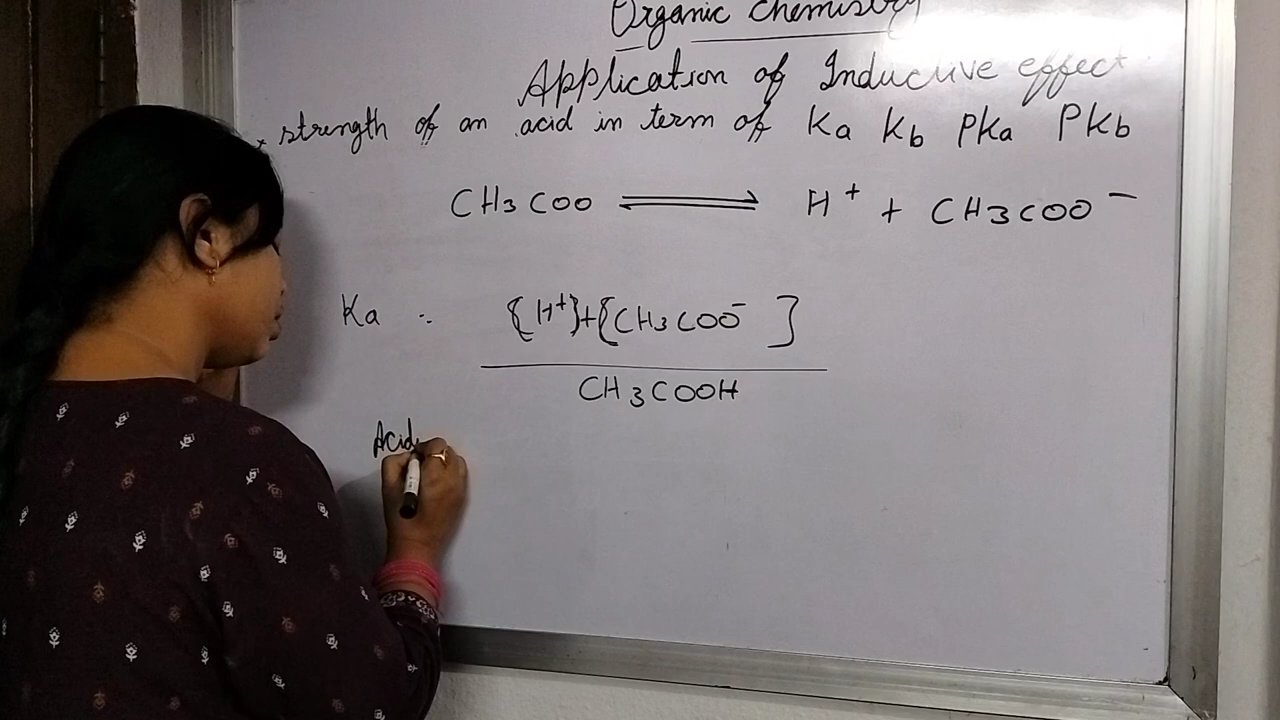 Organic Chemistry
Application of Inductive effect
* strength of an acid in term of Ka Kb PKa PKb
CH3COO ⇌ H+ + CH3COO−
Ka : {H+}+{CH3COO−]
CH3COOH
Acid